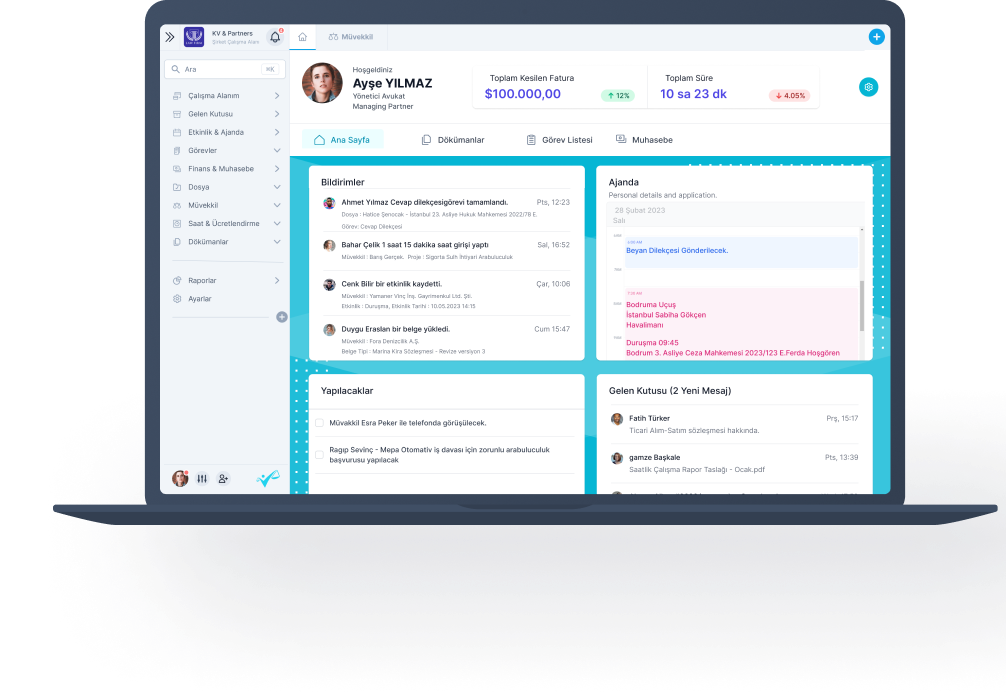 KV & Partners
Şirket Çalışma Alanı
Müvekkil
Ara
⌘K
Çalışma Alanım
Gelen Kutusu
Etkinlik & Ajanda
Görevler
Finans & Muhasebe
Dosya
Müvekkil
Saat & Ücretlendirme
Dökümanlar
Raporlar
Ayarlar
Hoşgeldiniz
Ayşe YILMAZ
Yönetici Avukat
Managing Partner
Toplam Kesilen Fatura
$100.000,00
↑ 12%
Toplam Süre
10 sa 23 dk
↓ 4.05%
Ana Sayfa
Dökümanlar
Görev Listesi
Muhasebe
Bildirimler
Ahmet Yılmaz Cevap dilekçesigörevi tamamlandı.
Pts, 12:23
Dosya : Hatice Şenocak - İstanbul 23. Asliye Hukuk Mahkemesi 2022/78 E.
Görev: Cevap Dilekçesi
Bahar Çelik 1 saat 15 dakika saat girişi yaptı
Sal, 16:52
Müvekkil : Barış Gerçek. Proje : Sigorta Sulh İhtiyari Arabuluculuk
Cenk Bilir bir etkinlik kaydetti.
Çar, 10:06
Müvekkil : Yamaner Vinç İnş. Gayrimenkul Ltd. Şti.
Etkinlik : Duruşma, Etkinlik Tarihi : 10.05.2023 14:15
Duygu Eraslan bir belge yükledi.
Cum 15:47
Müvekkil : Fora Denizcilik A.Ş.
Belge Tipi : Marina Kira Sözleşmesi - Revize versiyon 3
Ajanda
Personal details and application.
28 Şubat 2023
Salı
6:00 AM
Beyan Dilekçesi Gönderilecek.
7:00 AM
Bodruma Uçuş
İstanbul Sabiha Gökçen
Havalimanı
Duruşma 09:45
Bodrum 3. Asliye Ceza Mahkemesi 2023/123 E.Ferda Hoşgören
Yapılacaklar
Müvakkil Esra Peker ile telefonda görüşülecek.
Ragıp Sevinç - Mepa Otomativ iş davası için zorunlu arabuluculuk
başvurusu yapılacak
Gelen Kutusu (2 Yeni Mesaj)
Fatih Türker
Prş, 15:17
Ticari Alım-Satım sözleşmesi hakkında.
gamze Başkale
Pts, 13:39
Saatlik Çalışma Rapor Taslağı - Ocak.pdf